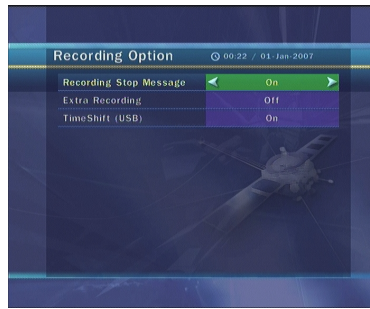 Recording Option 00:22 / 01-Jan-2007
Recording Stop Message On
Extra Recording Off
TimeShift (USB) On